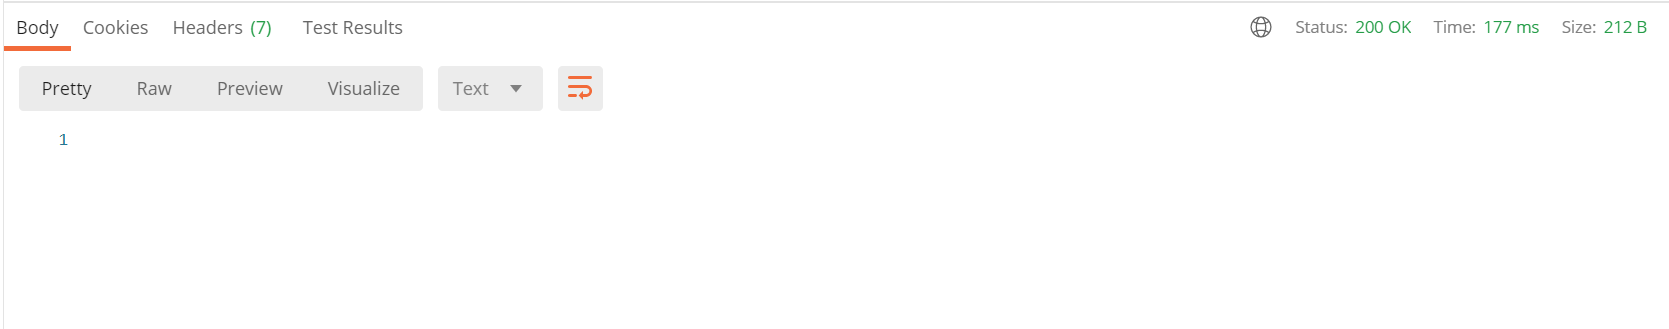 Body Cookies Headers (7) Test Results Status: 200 OK Time: 177 ms Size: 212 B
Pretty Raw Preview Visualize Text
1